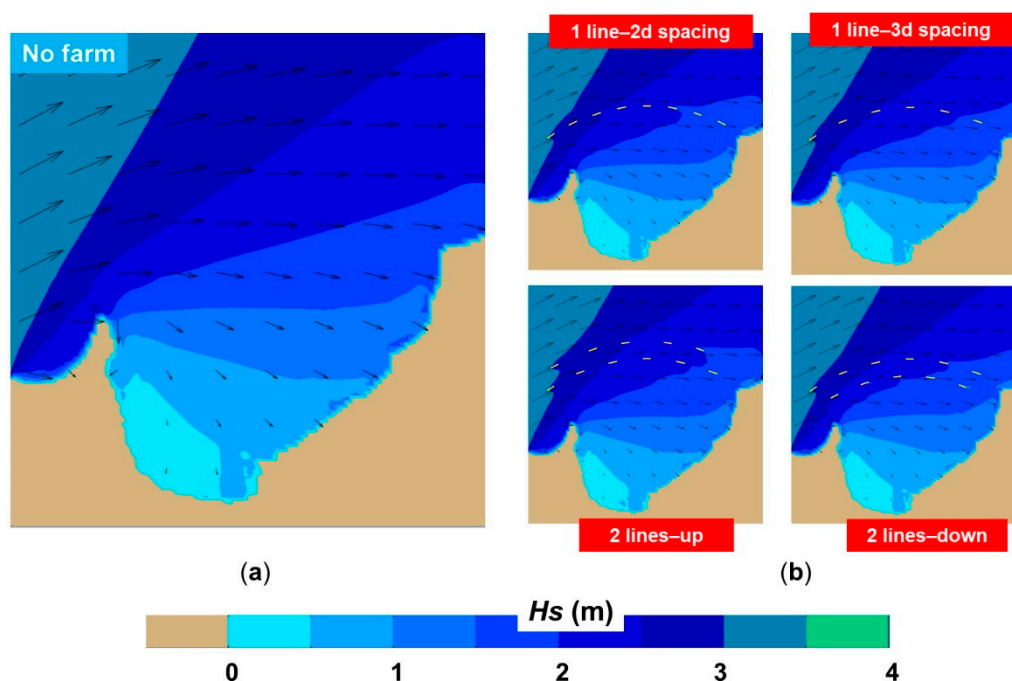 No farm
1 line–2d spacing
1 line–3d spacing
2 lines–up
2 lines–down
(a)
(b)
Hs (m)
0 1 2 3 4